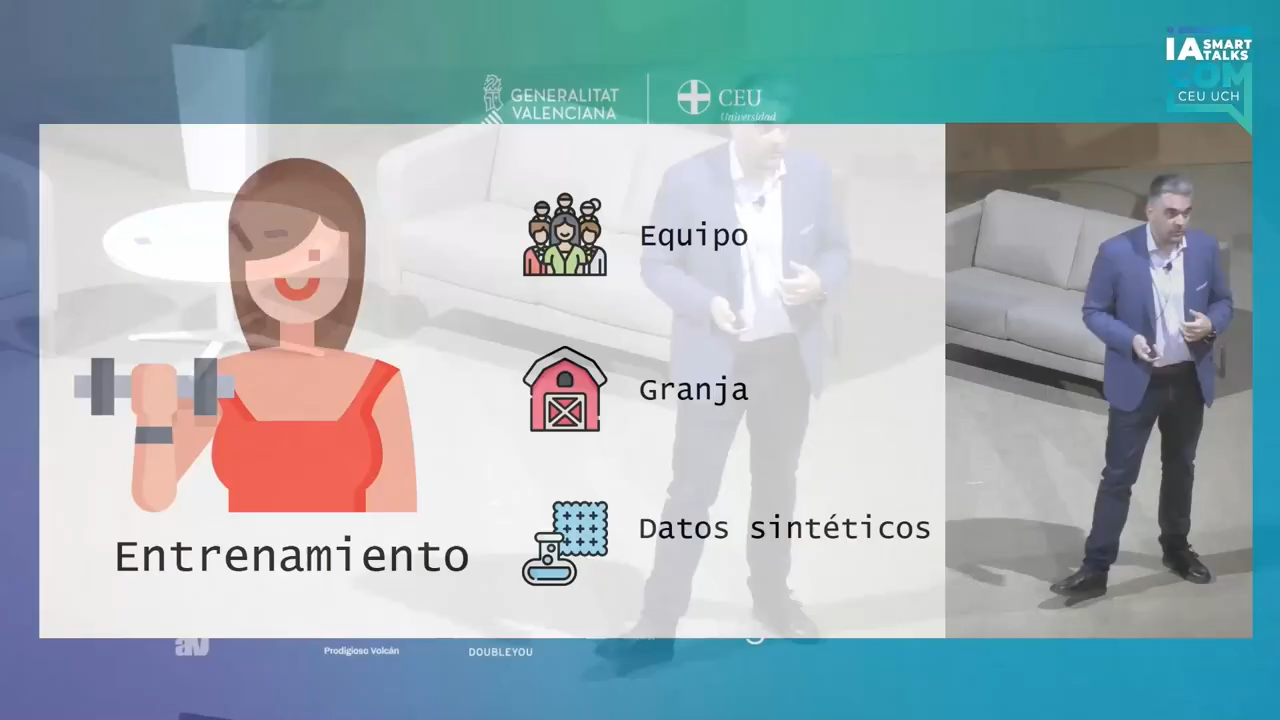 IA SMART TALKS
COM
CEU UCH
GENERALITAT VALENCIANA
CEU
Universidad
Equipo
Granja
Datos sintéticos
Entrenamiento
Prodigioso Volcán
DOUBLEYOU